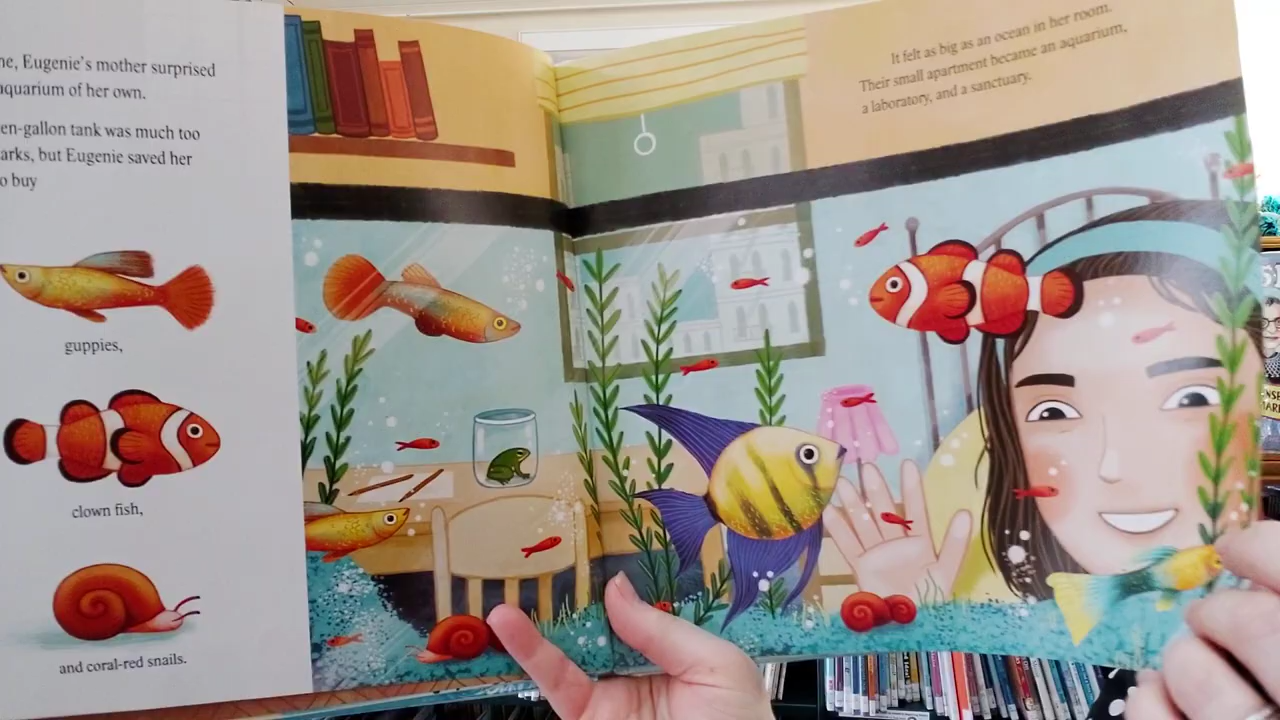 ne, Eugenie's mother surprised
aquarium of her own.
en-gallon tank was much too
arks, but Eugenie saved her
o buy
guppies,
clown fish,
and coral-red snails.
It felt as big as an ocean in her room.
Their small apartment became an aquarium,
a laboratory, and a sanctuary.